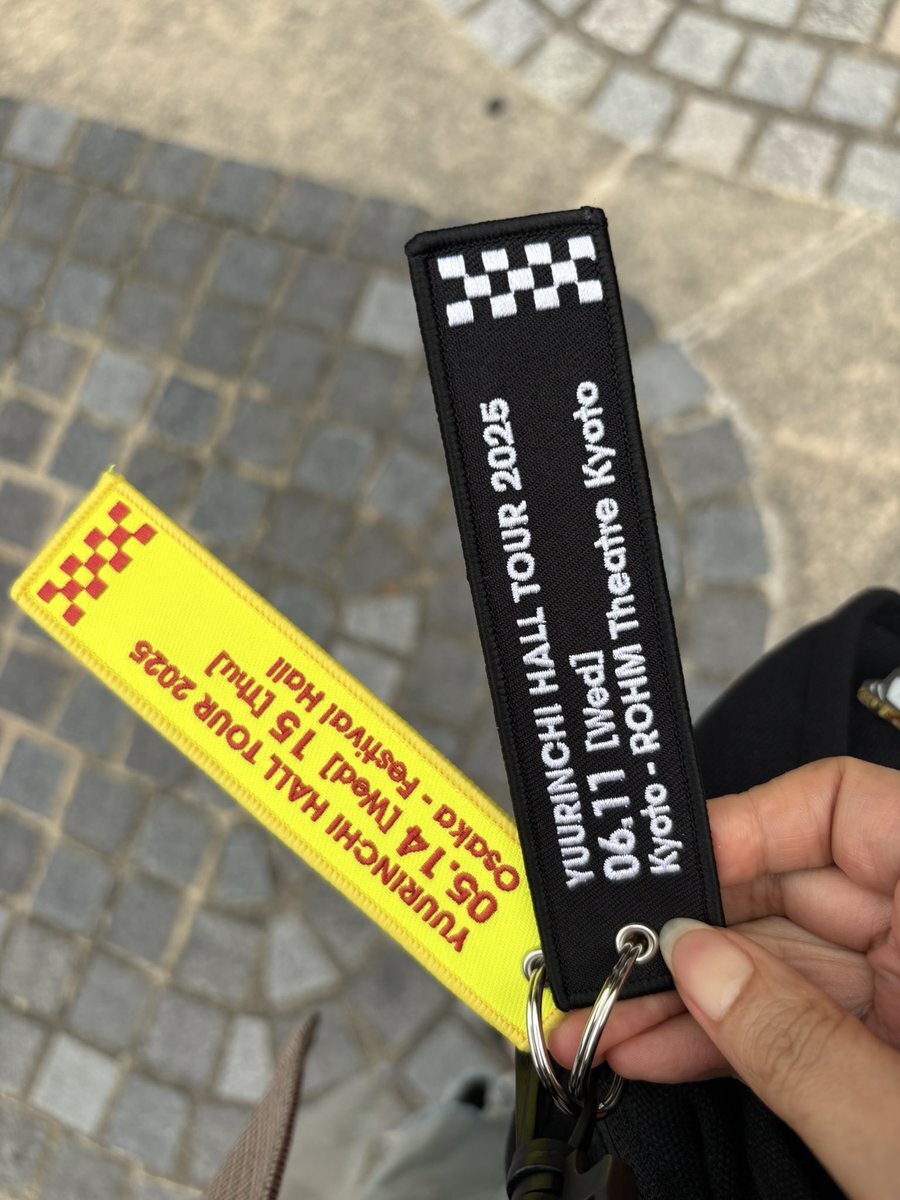 YUURINCHI HALL TOUR 2025
06.11 [Wed]
Kyoto - ROHM Theatre Kyoto
YUURINCHI HALL TOUR 2025
05.14 [Wed] 15 [Thu]
Osaka - Festival Hall